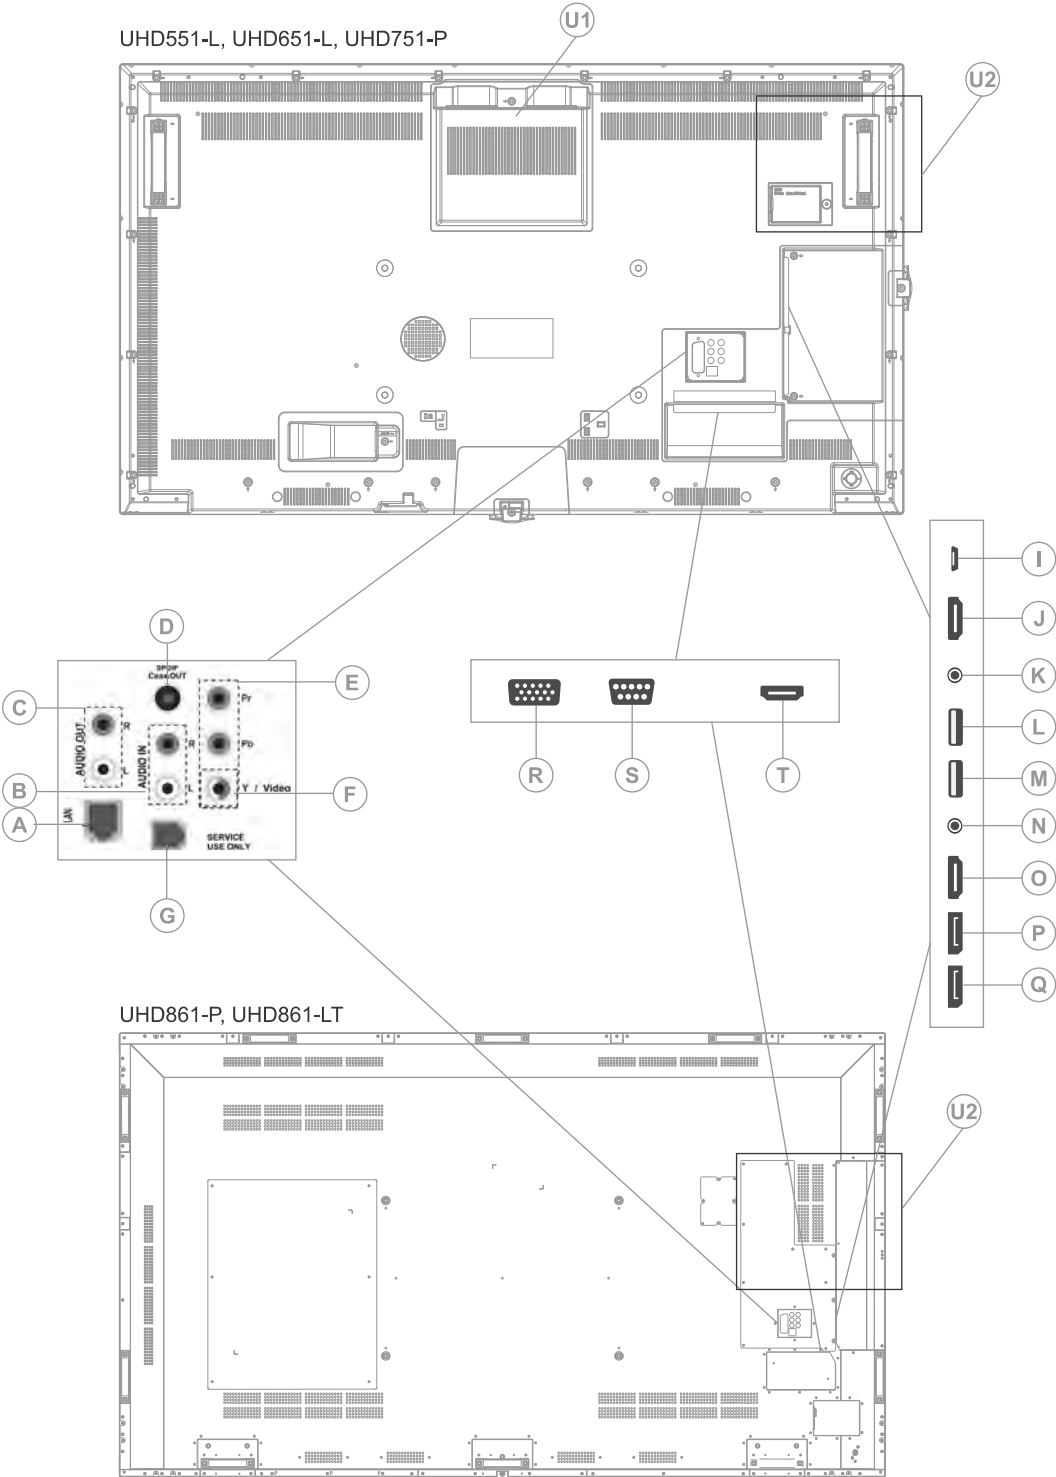 U1
UHD551-L, UHD651-L, UHD751-P
U2
I
J
D
SPDIF
Coax OUT
C
E
K
R
Pr
AUDIO OUT
L
AUDIO IN
R
Pb
L
R
S
T
M
B
L
Y / Video
F
A
LAN
N
SERVICE
USE ONLY
O
G
P
Q
UHD861-P, UHD861-LT
U2